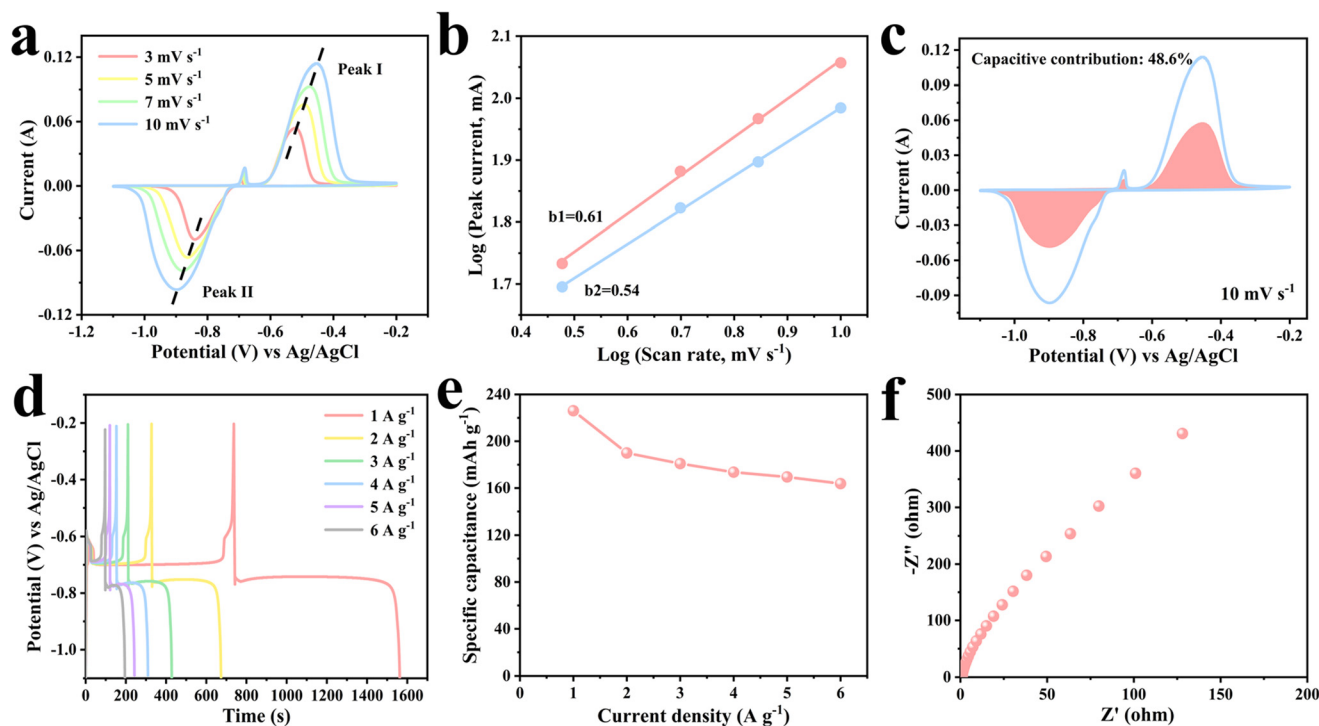 a
3 mV s⁻¹
5 mV s⁻¹
7 mV s⁻¹
10 mV s⁻¹
Peak I
Peak II
0.12
0.06
0.00
-0.06
-0.12
Current (A)
-1.2
-1.0
-0.8
-0.6
-0.4
-0.2
Potential (V) vs Ag/AgCl
b
2.1
2.0
1.9
1.8
1.7
Log (Peak current, mA)
b1=0.61
b2=0.54
0.4
0.5
0.6
0.7
0.8
0.9
1.0
Log (Scan rate, mV s⁻¹)
c
Capacitive contribution: 48.6%
0.12
0.09
0.06
0.03
0.00
-0.03
-0.06
-0.09
Current (A)
10 mV s⁻¹
-1.0
-0.8
-0.6
-0.4
-0.2
Potential (V) vs Ag/AgCl
d
-0.2
-0.4
-0.6
-0.8
-1.0
Potential (V) vs Ag/AgCl
1 A g⁻¹
2 A g⁻¹
3 A g⁻¹
4 A g⁻¹
5 A g⁻¹
6 A g⁻¹
0
200
400
600
800
1000
1200
1400
1600
Time (s)
e
240
200
160
120
80
40
0
Specific capacitance (mAh g⁻¹)
1
2
3
4
5
6
Current density (A g⁻¹)
f
500
400
300
200
100
0
-Z'' (ohm)
0
50
100
150
200
Z' (ohm)